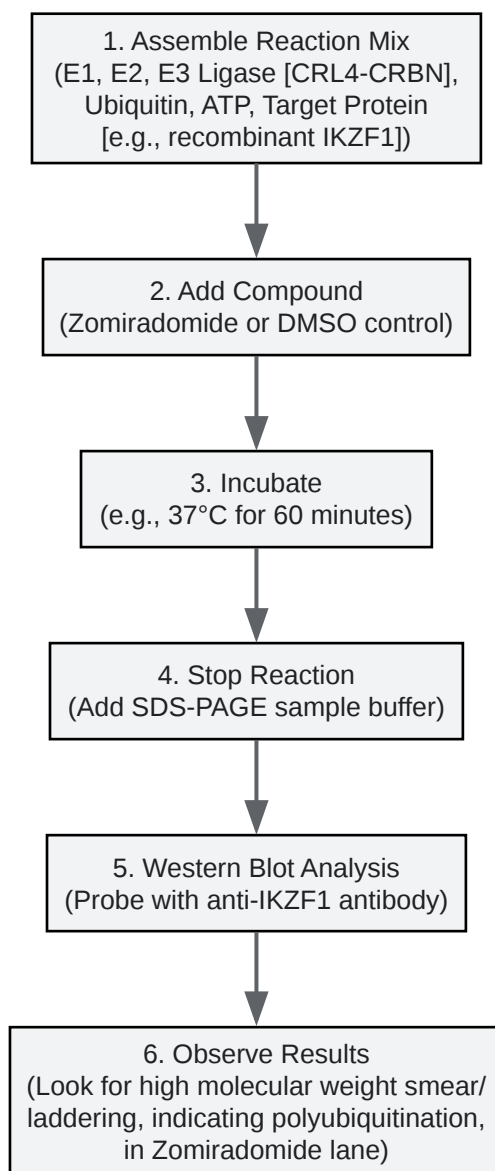 1. Assemble Reaction Mix
(E1, E2, E3 Ligase [CRL4-CRBN],
Ubiquitin, ATP, Target Protein
[e.g., recombinant IKZF1])
2. Add Compound
(Zomiradomide or DMSO control)
3. Incubate
(e.g., 37°C for 60 minutes)
4. Stop Reaction
(Add SDS-PAGE sample buffer)
5. Western Blot Analysis
(Probe with anti-IKZF1 antibody)
6. Observe Results
(Look for high molecular weight smear/
laddering, indicating polyubiquitination,
in Zomiradomide lane)